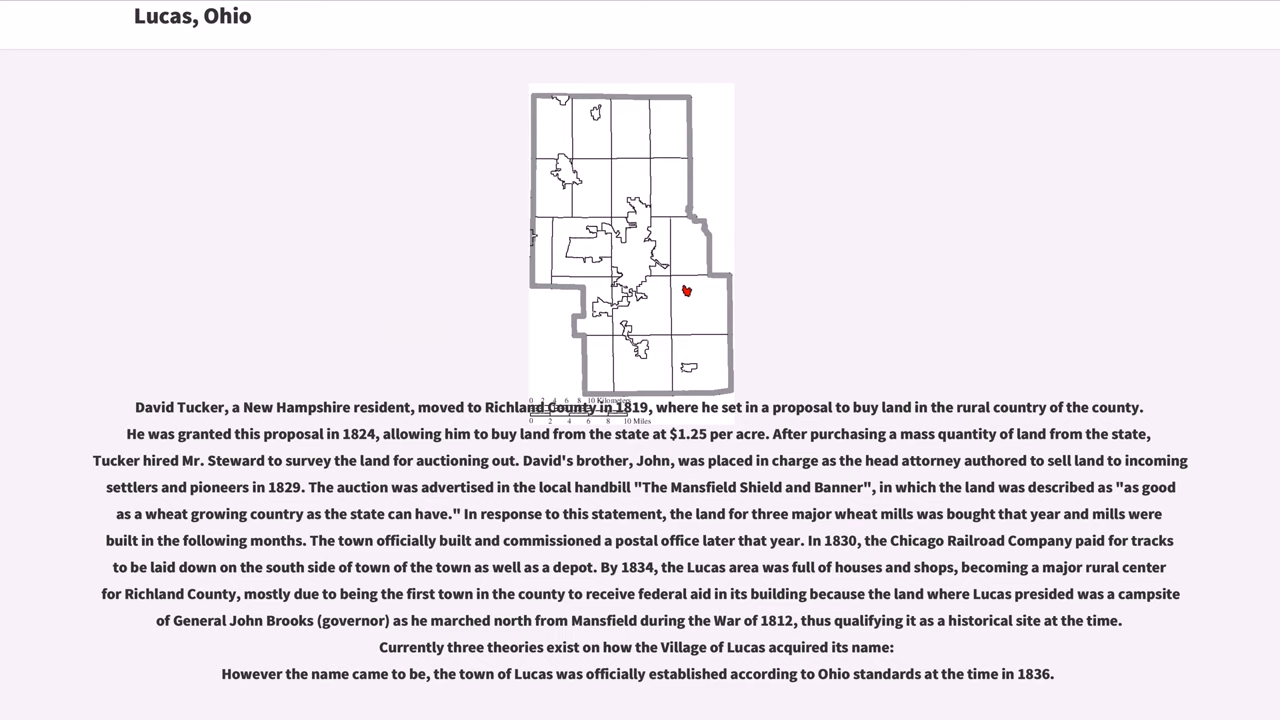 Lucas, Ohio
0 2 4 6 8 10 Kilometers
0 2 4 6 8 10 Miles
David Tucker, a New Hampshire resident, moved to Richland County in 1819, where he set in a proposal to buy land in the rural country of the county.
He was granted this proposal in 1824, allowing him to buy land from the state at $1.25 per acre. After purchasing a mass quantity of land from the state,
Tucker hired Mr. Steward to survey the land for auctioning out. David's brother, John, was placed in charge as the head attorney authored to sell land to incoming
settlers and pioneers in 1829. The auction was advertised in the local handbill "The Mansfield Shield and Banner", in which the land was described as "as good
as a wheat growing country as the state can have." In response to this statement, the land for three major wheat mills was bought that year and mills were
built in the following months. The town officially built and commissioned a postal office later that year. In 1830, the Chicago Railroad Company paid for tracks
to be laid down on the south side of town of the town as well as a depot. By 1834, the Lucas area was full of houses and shops, becoming a major rural center
for Richland County, mostly due to being the first town in the county to receive federal aid in its building because the land where Lucas presided was a campsite
of General John Brooks (governor) as he marched north from Mansfield during the War of 1812, thus qualifying it as a historical site at the time.
Currently three theories exist on how the Village of Lucas acquired its name:
However the name came to be, the town of Lucas was officially established according to Ohio standards at the time in 1836.